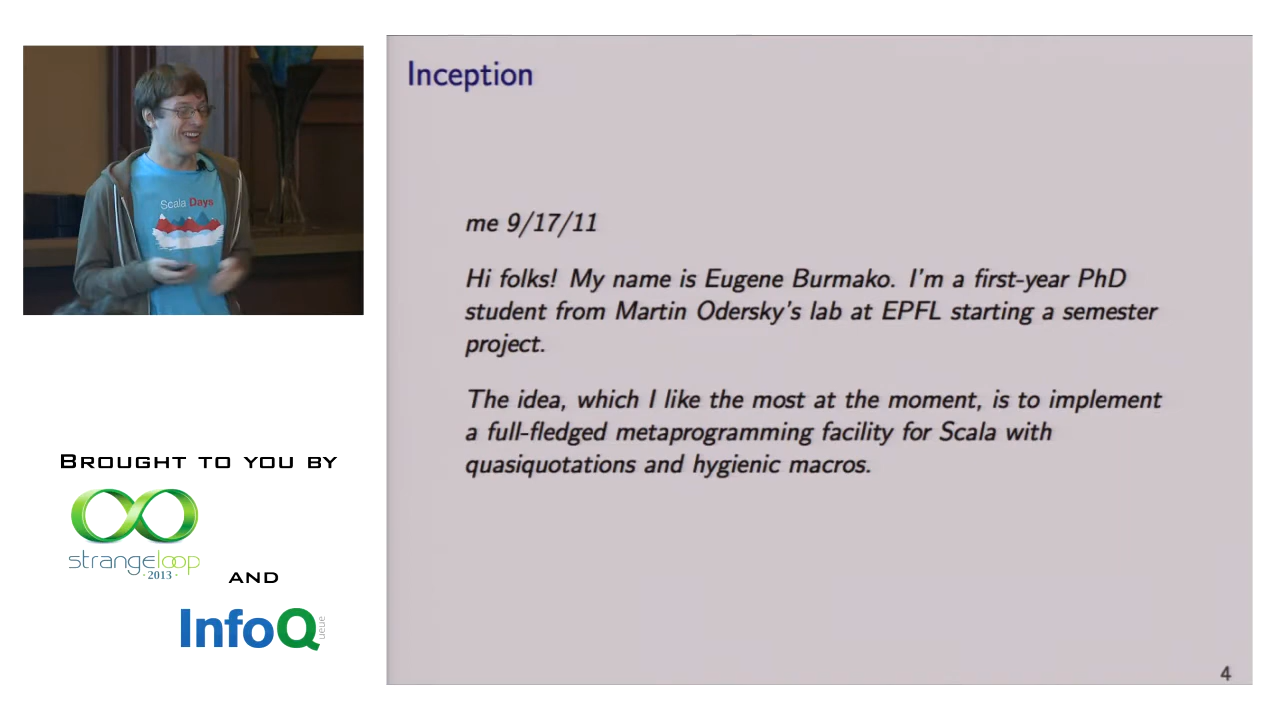 Scala Days
BROUGHT TO YOU BY
strangeloop
· 2013 ·
AND
InfoQ
ueue
Inception
me 9/17/11
Hi folks! My name is Eugene Burmako. I'm a first-year PhD
student from Martin Odersky's lab at EPFL starting a semester
project.
The idea, which I like the most at the moment, is to implement
a full-fledged metaprogramming facility for Scala with
quasiquotations and hygienic macros.
4